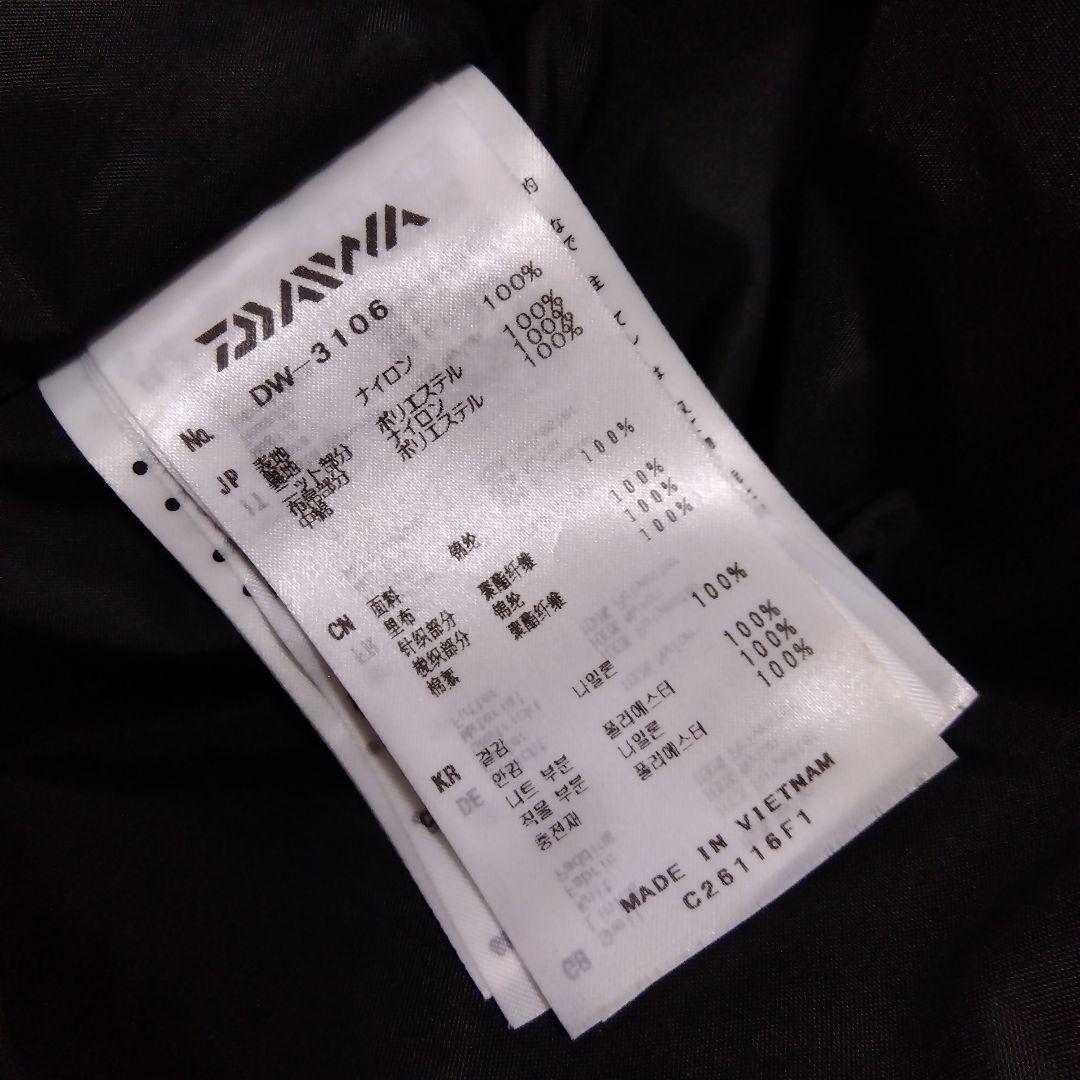 DAIWA
No. DW-3106
JP 表地 ナイロン 100%
裏地
ニット部分 ポリエステル 100%
布帛部分 ナイロン 100%
中綿 ポリエステル 100%
CN 面料 锦纶 100%
里布
针织部分 聚酯纤维 100%
梭织部分 锦纶 100%
棉絮 聚酯纤维 100%
KR 겉감 나일론 100%
안감
니트 부분 폴리에스터 100%
직물 부분 나일론 100%
충전재 폴리에스터 100%
MADE IN VIETNAM
C26116F1